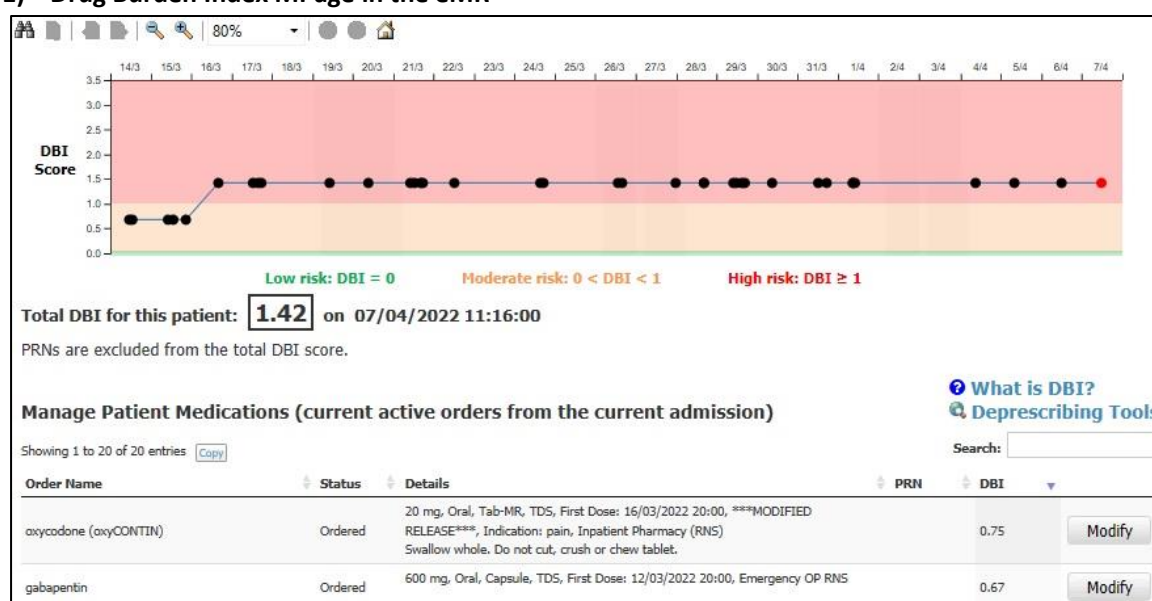 80%
14/3 15/3 16/3 17/3 18/3 19/3 20/3 21/3 22/3 23/3 24/3 25/3 26/3 27/3 28/3 29/3 30/3 31/3 1/4 2/4 3/4 4/4 5/4 6/4 7/4
3.5
3.0
2.5
DBI
Score
2.0
1.5
1.0
0.5
0.0
Low risk: DBI = 0 Moderate risk: 0 < DBI < 1 High risk: DBI ≥ 1
Total DBI for this patient: 1.42 on 07/04/2022 11:16:00
PRNs are excluded from the total DBI score.
What is DBI?
Manage Patient Medications (current active orders from the current admission) Deprescribing Tools
Showing 1 to 20 of 20 entries Copy Search:
Order Name Status Details PRN DBI
20 mg, Oral, Tab-MR, TDS, First Dose: 16/03/2022 20:00, ***MODIFIED
oxycodone (oxyCONTIN) Ordered RELEASE***, Indication: pain, Inpatient Pharmacy (RNS) 0.75 Modify
Swallow whole. Do not cut, crush or chew tablet.
gabapentin Ordered 600 mg, Oral, Capsule, TDS, First Dose: 12/03/2022 20:00, Emergency OP RNS 0.67 Modify